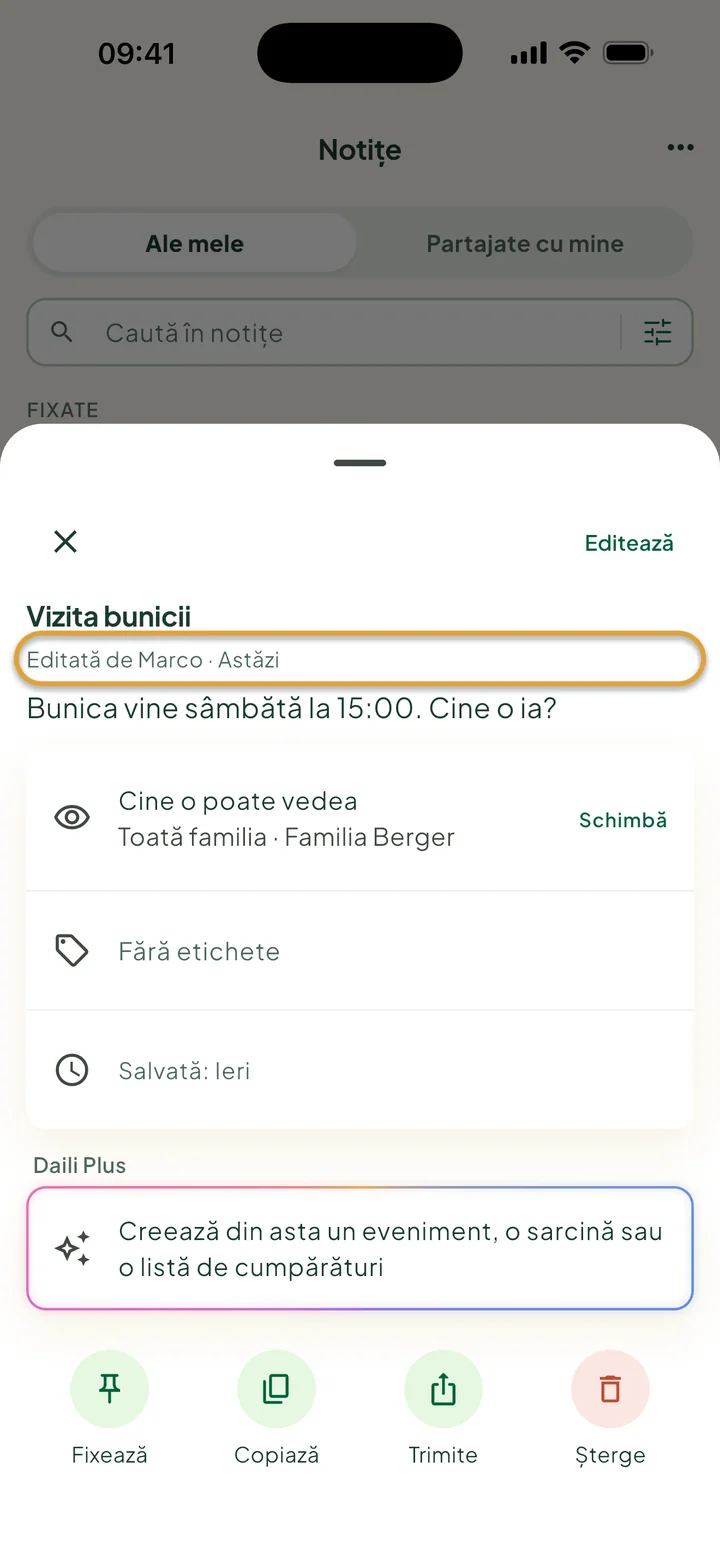 09:41
Notițe
Ale mele
Partajate cu mine
Caută în notițe
FIXATE
Editează
Vizita bunicii
Editată de Marco · Astăzi
Bunica vine sâmbătă la 15:00. Cine o ia?
Cine o poate vedea
Toată familia · Familia Berger
Schimbă
Fără etichete
Salvată: Ieri
Daili Plus
Creează din asta un eveniment, o sarcină sau
o listă de cumpărături
Fixează
Copiază
Trimite
Șterge